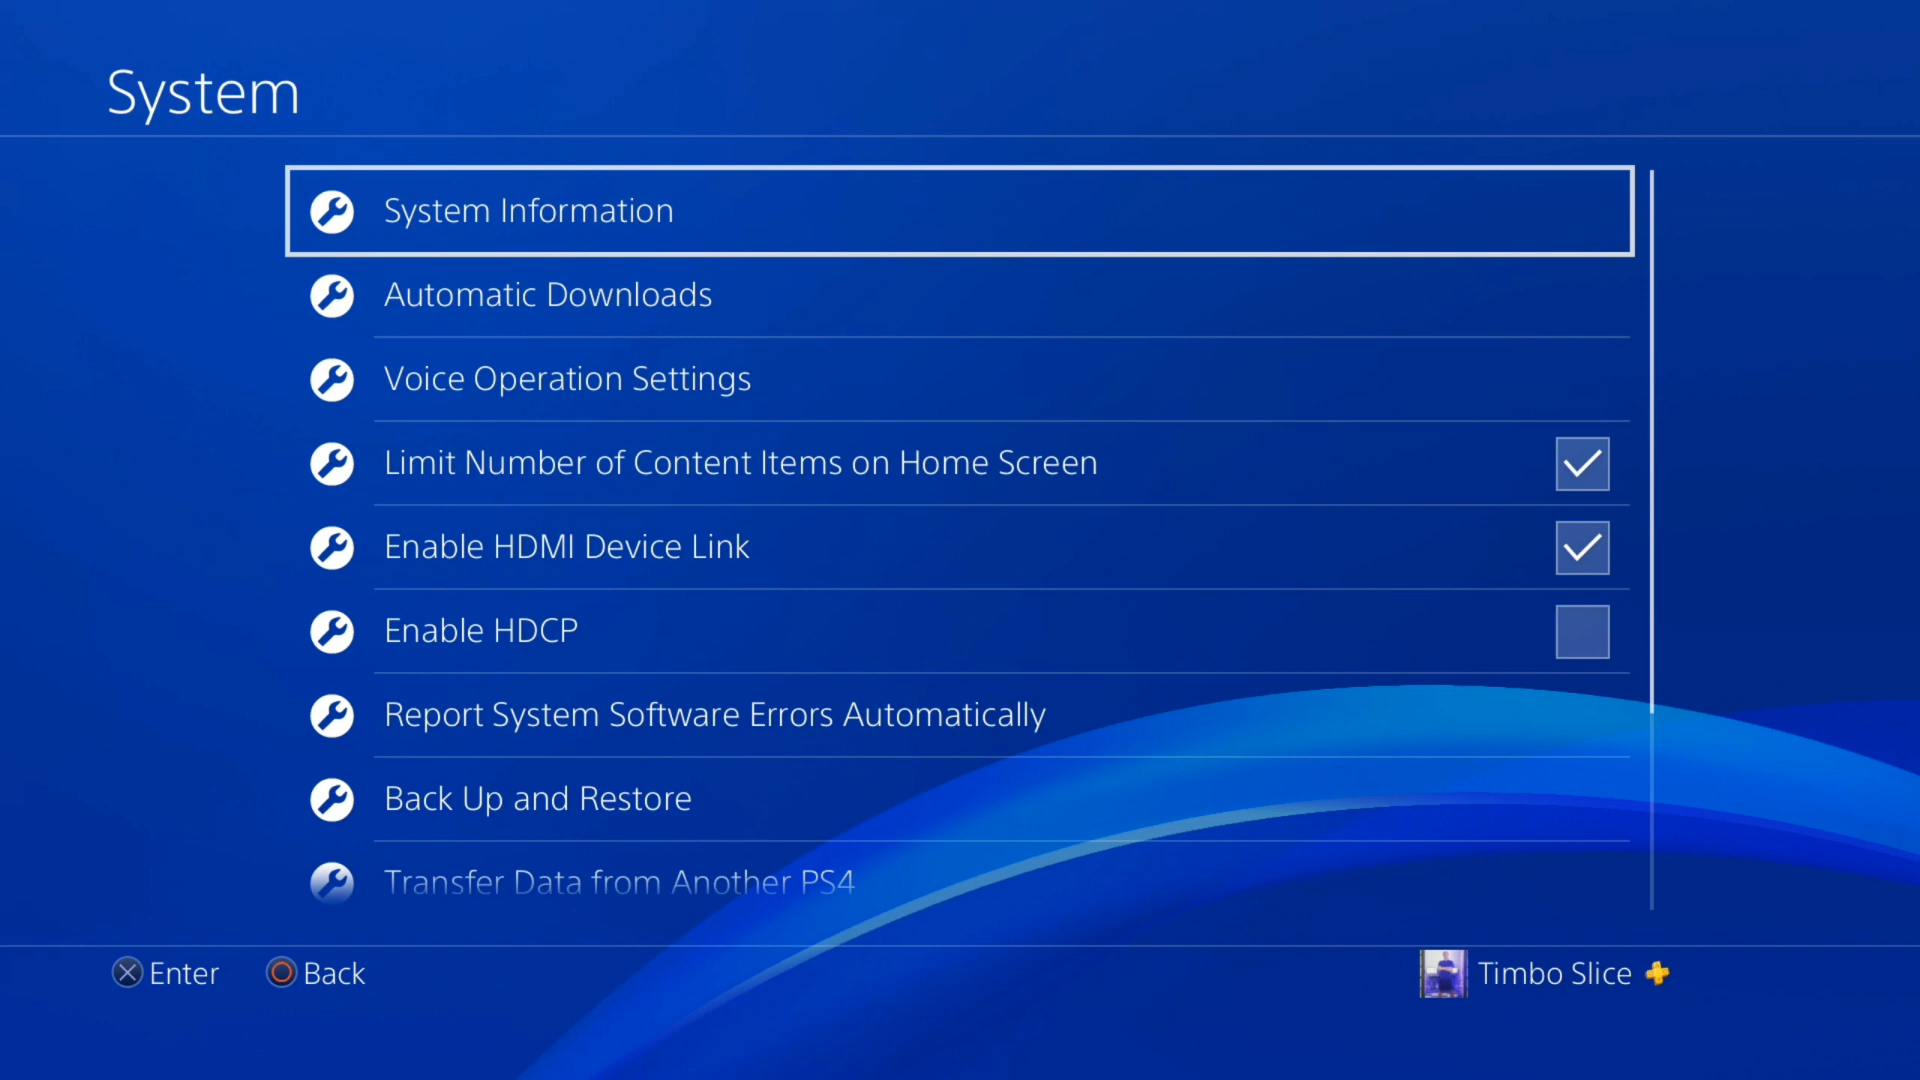 System
System Information
Automatic Downloads
Voice Operation Settings
Limit Number of Content Items on Home Screen
Enable HDMI Device Link
Enable HDCP
Report System Software Errors Automatically
Back Up and Restore
Transfer Data from Another PS4
Enter Back Timbo Slice